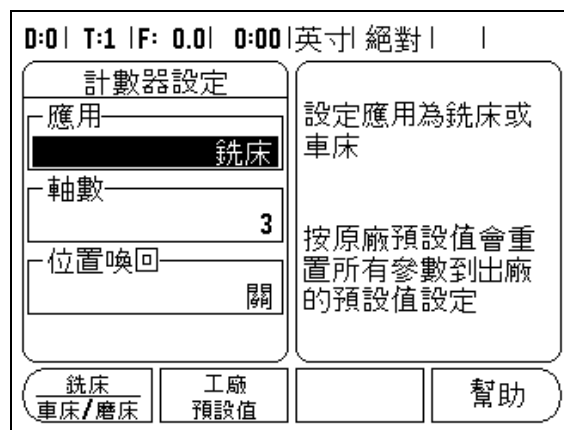 D:0 | T:1 |F: 0.0| 0:00 |英寸| 絕對 | |
計數器設定
應用
銑床
軸數
3
位置喚回
關
設定應用為銑床或
車床
按原廠預設值會重
置所有參數到出廠
的預設值設定
銑床
車床/磨床
工廠
預設值
幫助